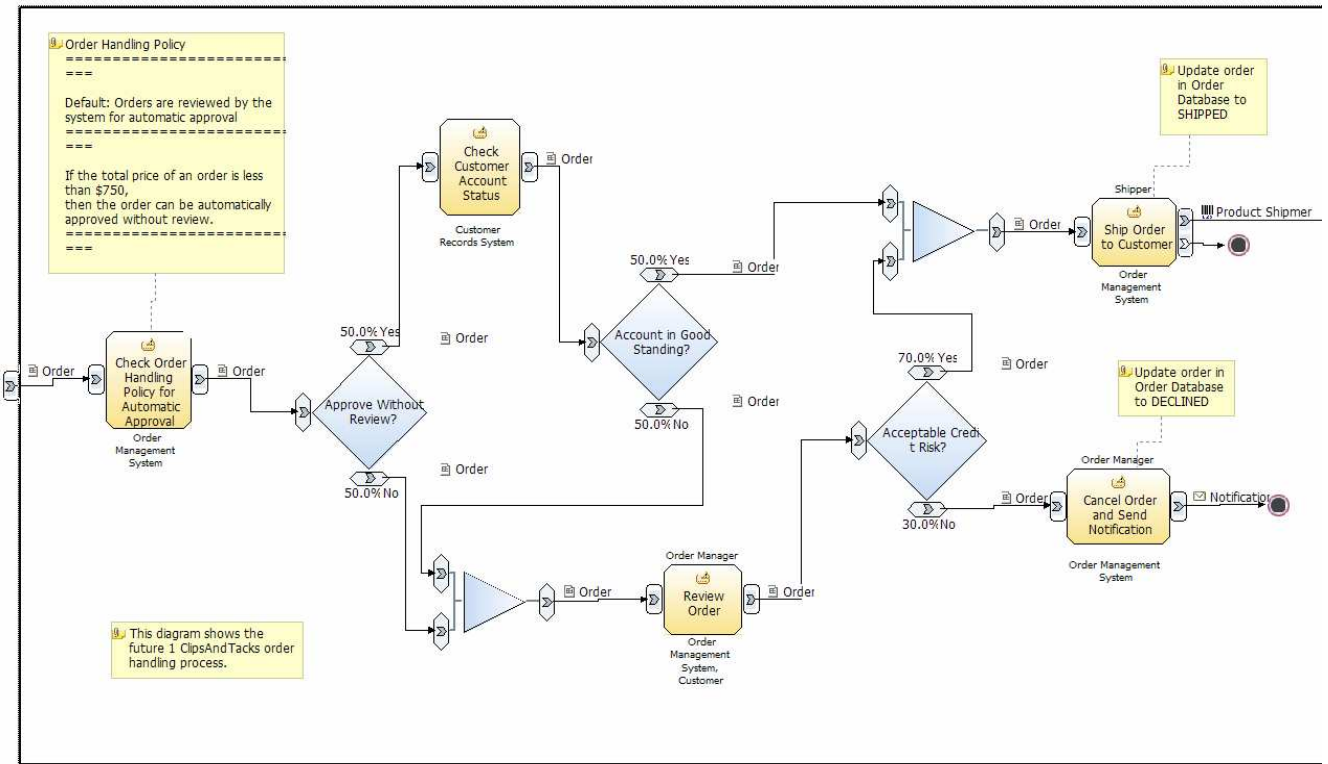 Order Handling Policy
==========================
===
Default: Orders are reviewed by the
system for automatic approval
==========================
===
If the total price of an order is less
than $750,
then the order can be automatically
approved without review.
==========================
===
Order
Check Order
Handling
Policy for
Automatic
Approval
Order
Management
System
Order
50.0% Yes
Order
Approve Without
Review?
50.0% No
Order
Check
Customer
Account
Status
Customer
Records System
Order
50.0% Yes
Order
Account in Good
Standing?
50.0% No
Order
Order
Order Manager
Review
Order
Order
Management
System,
Customer
Order
70.0% Yes
Order
Acceptable Credi
t Risk?
30.0% No
Order
Order
Update order
in Order
Database to
SHIPPED
Shipper
Ship Order
to Customer
Order
Management
System
Product Shipmer
Update order in
Order Database
to DECLINED
Order Manager
Cancel Order
and Send
Notification
Order Management
System
Notification
This diagram shows the
future 1 ClipsAndTacks order
handling process.